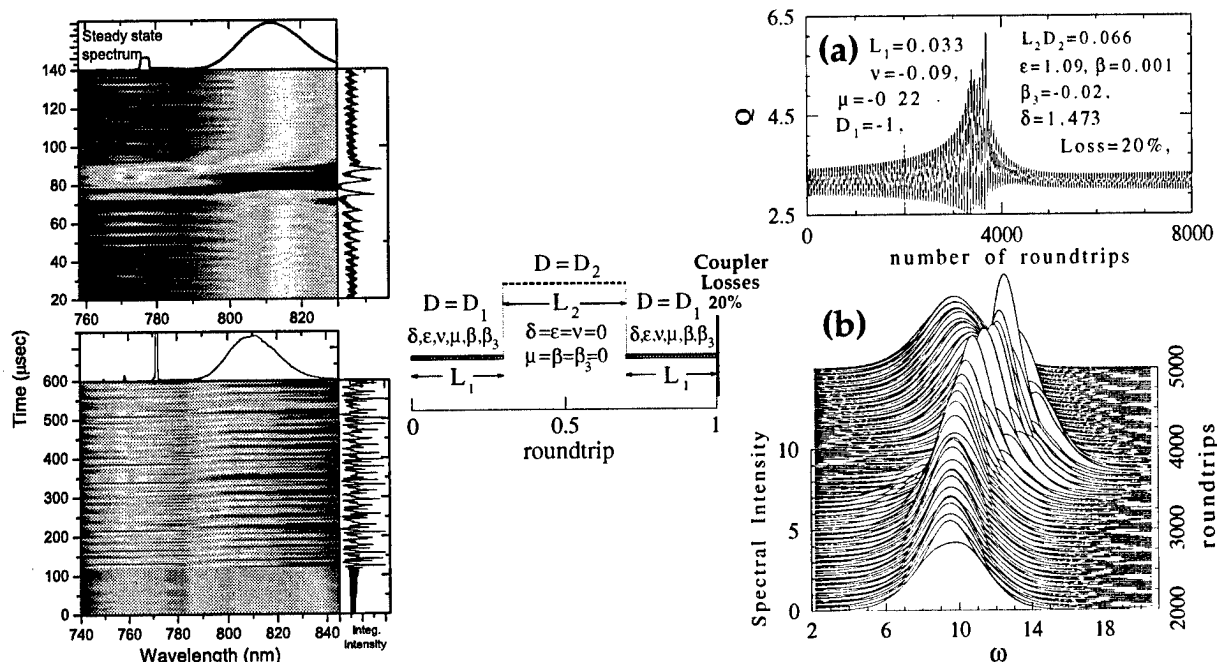 Steady state
spectrum
140
120
100
80
60
40
20
760 780 800 820
Time (μsec)
600
500
400
300
200
100
0
740 760 780 800 820 840
Integ.
Intensity
Wavelength (nm)
D=D1
δ,ε,ν,μ,β,β3
L1
D=D2
L2
δ=ε=ν=0
μ=β=β3=0
Coupler
Losses
20%
D=D1
δ,ε,ν,μ,β,β3
L1
0 0.5 1
roundtrip
(a)
Q
6.5
4.5
2.5
L1=0.033
ν=-0.09,
μ=-0 22
D1=-1,
L2D2=0.066
ε=1.09, β=0.001
β3=-0.02,
δ=1.473
Loss=20%,
0 4000 8000
number of roundtrips
(b)
Spectral Intensity
10
5
0
2 6 10 14 18
ω
5000
4000
3000
2000
roundtrips